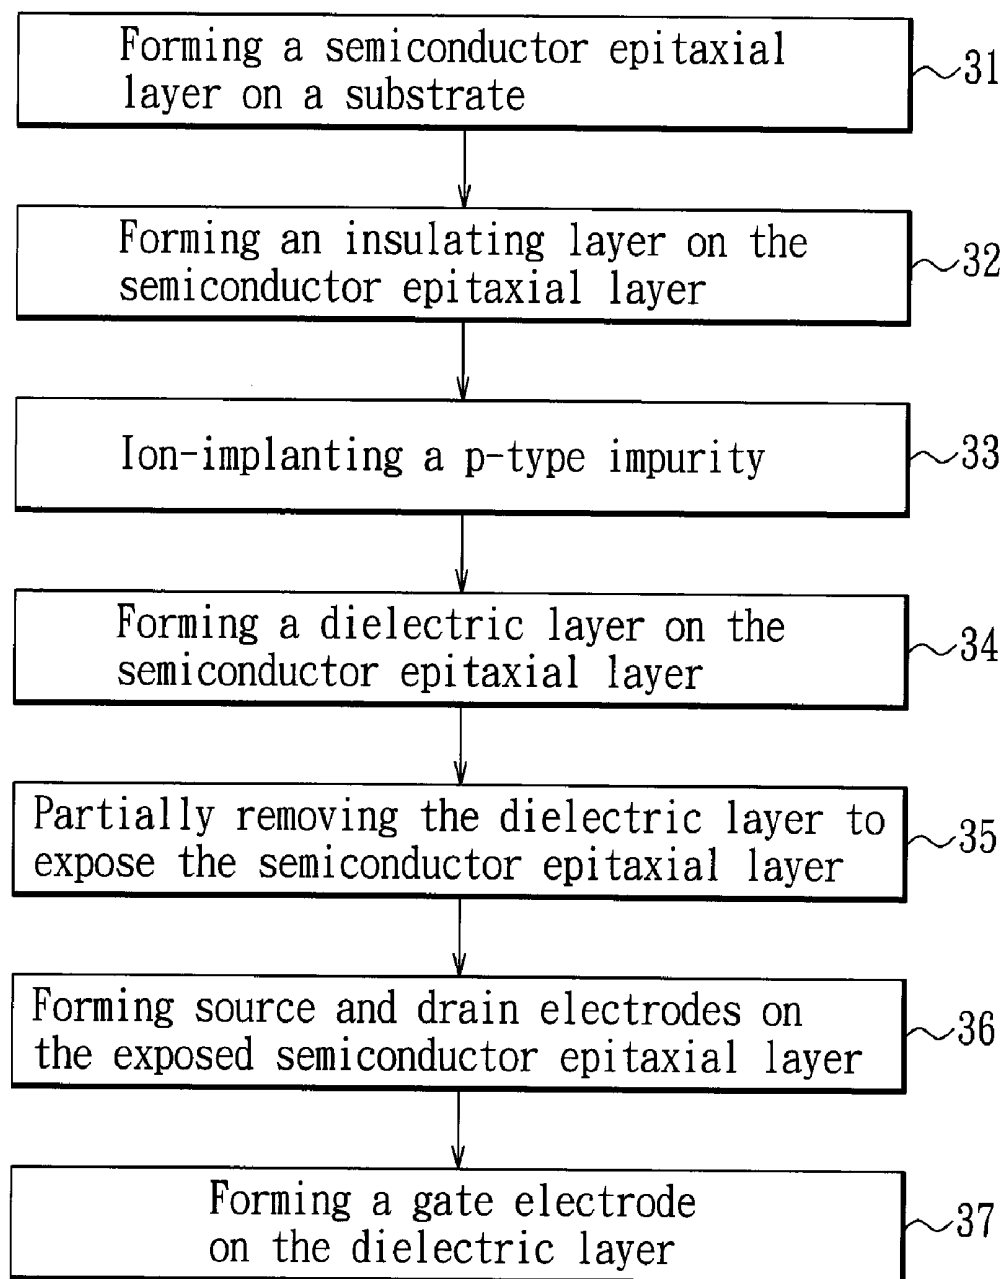 Forming a semiconductor epitaxial
layer on a substrate
31
Forming an insulating layer on the
semiconductor epitaxial layer
32
Ion-implanting a p-type impurity
33
Forming a dielectric layer on the
semiconductor epitaxial layer
34
Partially removing the dielectric layer to
expose the semiconductor epitaxial layer
35
Forming source and drain electrodes on
the exposed semiconductor epitaxial layer
36
Forming a gate electrode
on the dielectric layer
37